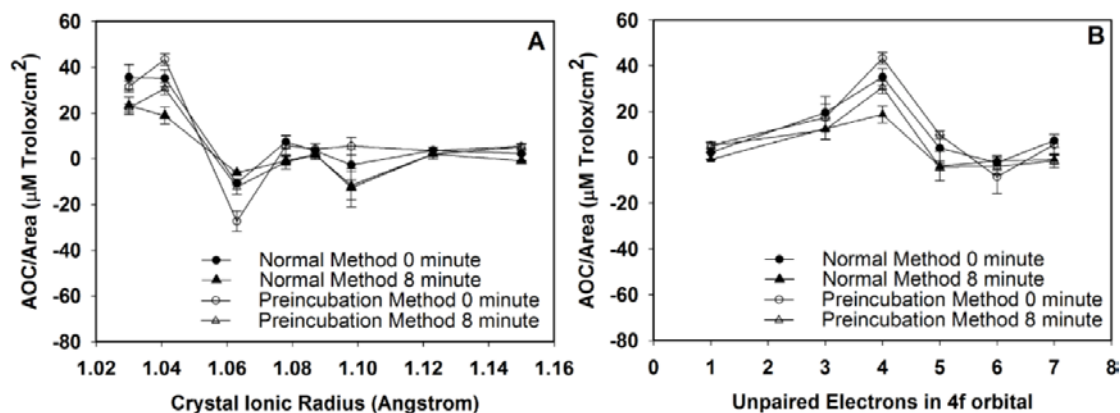 A
AOC/Area (µM Trolox/cm²)
60
40
20
0
-20
-40
-60
-80
Normal Method 0 minute
Normal Method 8 minute
Preincubation Method 0 minute
Preincubation Method 8 minute
1.02 1.04 1.06 1.08 1.10 1.12 1.14 1.16
Crystal Ionic Radius (Angstrom)
B
AOC/Area (µM Trolox/cm²)
60
40
20
0
-20
-40
-60
-80
Normal Method 0 minute
Normal Method 8 minute
Preincubation Method 0 minute
Preincubation Method 8 minute
0 1 2 3 4 5 6 7 8
Unpaired Electrons in 4f orbital